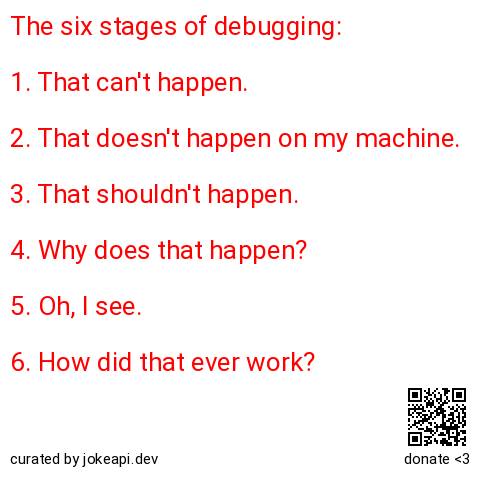 The six stages of debugging:
1. That can't happen.
2. That doesn't happen on my machine.
3. That shouldn't happen.
4. Why does that happen?
5. Oh, I see.
6. How did that ever work?
curated by jokeapi.dev
donate <3